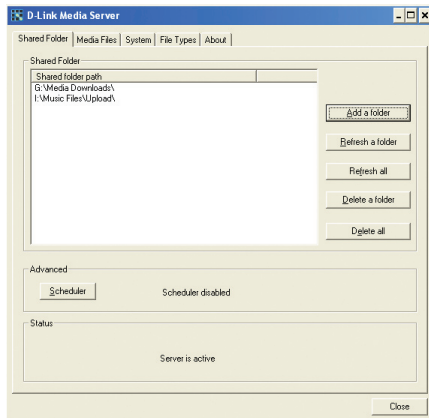 D-Link Media Server
Shared Folder Media Files System File Types About
Shared Folder
Shared folder path
G:\Media Downloads\
I:\Music Files\Upload\
Add a folder
Refresh a folder
Refresh all
Delete a folder
Delete all
Advanced
Scheduler Scheduler disabled
Status
Server is active
Close